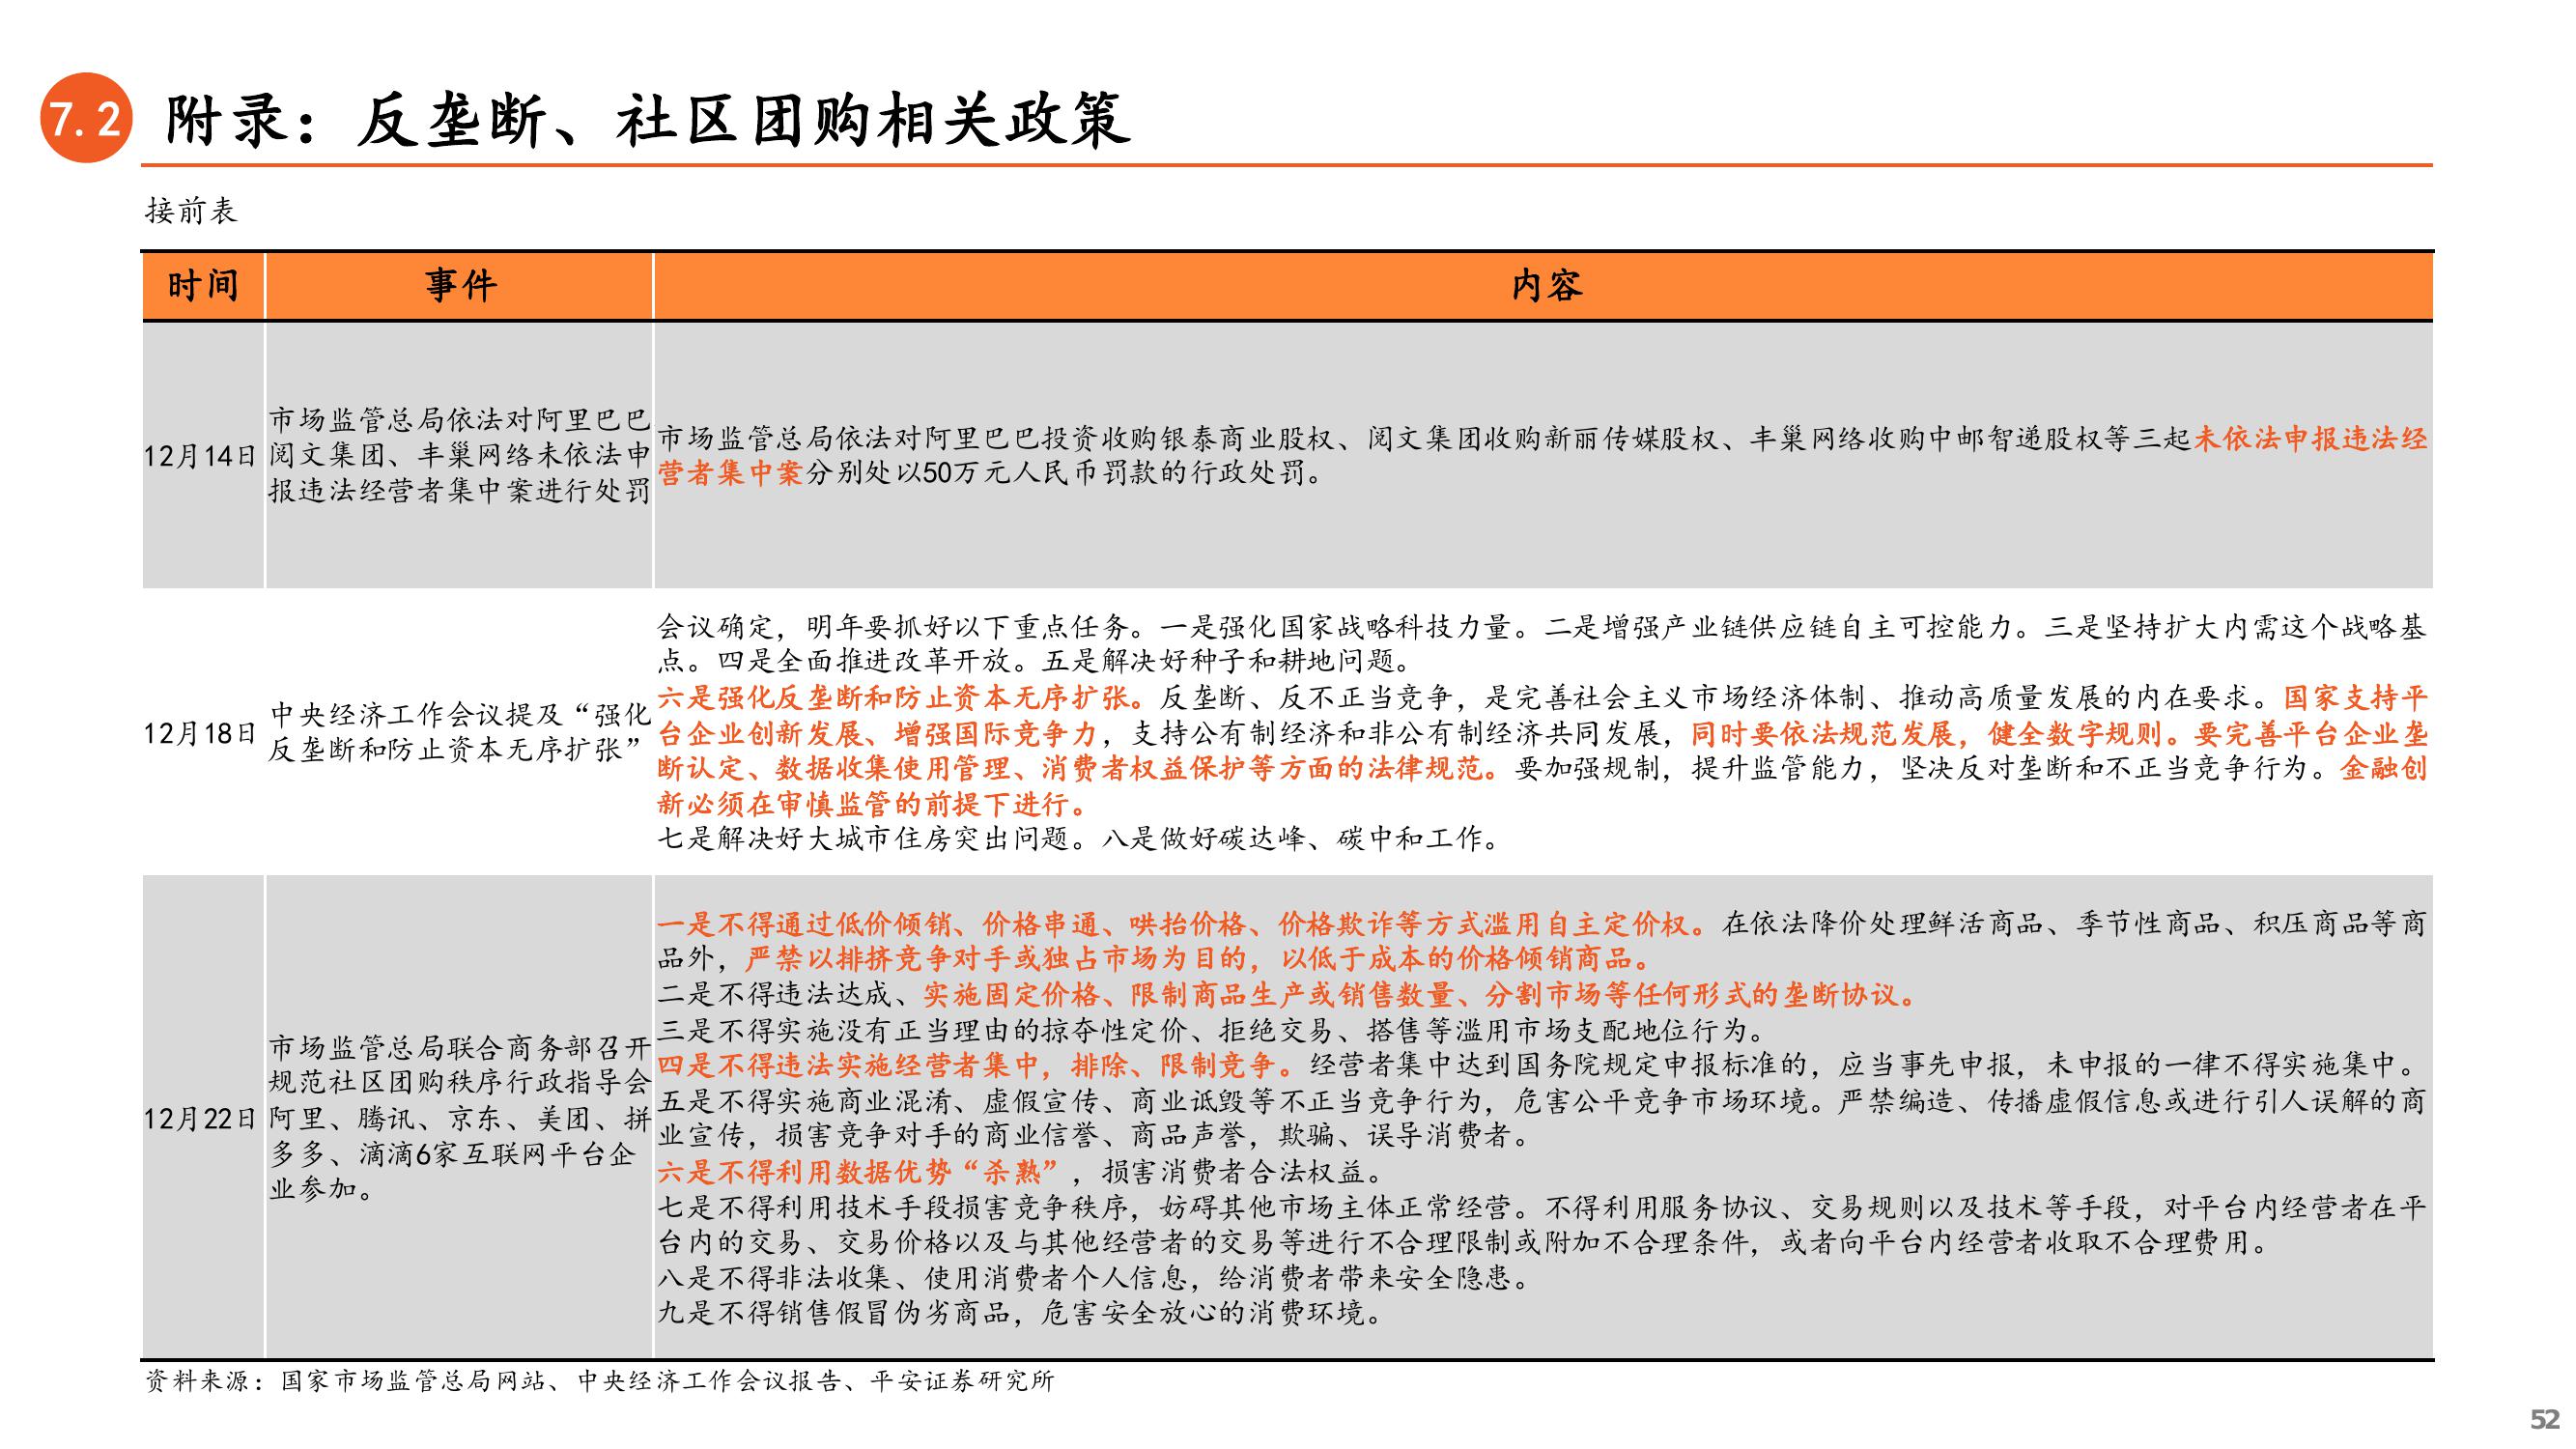 7.2
附录：反垄断、社区团购相关政策
接前表
时间
事件
内容
12月14日
市场监管总局依法对阿里巴巴
阅文集团、丰巢网络未依法申
报违法经营者集中案进行处罚
市场监管总局依法对阿里巴巴投资收购银泰商业股权、阅文集团收购新丽传媒股权、丰巢网络收购中邮智递股权等三起未依法申报违法经
营者集中案分别处以50万元人民币罚款的行政处罚。
12月18日
中央经济工作会议提及“强化
反垄断和防止资本无序扩张”
会议确定，明年要抓好以下重点任务。一是强化国家战略科技力量。二是增强产业链供应链自主可控能力。三是坚持扩大内需这个战略基
点。四是全面推进改革开放。五是解决好种子和耕地问题。
六是强化反垄断和防止资本无序扩张。反垄断、反不正当竞争，是完善社会主义市场经济体制、推动高质量发展的内在要求。国家支持平
台企业创新发展、增强国际竞争力，支持公有制经济和非公有制经济共同发展，同时要依法规范发展，健全数字规则。要完善平台企业垄
断认定、数据收集使用管理、消费者权益保护等方面的法律规范。要加强规制，提升监管能力，坚决反对垄断和不正当竞争行为。金融创
新必须在审慎监管的前提下进行。
七是解决好大城市住房突出问题。八是做好碳达峰、碳中和工作。
12月22日
市场监管总局联合商务部召开
规范社区团购秩序行政指导会
阿里、腾讯、京东、美团、拼
多多、滴滴6家互联网平台企
业参加。
一是不得通过低价倾销、价格串通、哄抬价格、价格欺诈等方式滥用自主定价权。在依法降价处理鲜活商品、季节性商品、积压商品等商
品外，严禁以排挤竞争对手或独占市场为目的，以低于成本的价格倾销商品。
二是不得违法达成、实施固定价格、限制商品生产或销售数量、分割市场等任何形式的垄断协议。
三是不得实施没有正当理由的掠夺性定价、拒绝交易、搭售等滥用市场支配地位行为。
四是不得违法实施经营者集中，排除、限制竞争。经营者集中达到国务院规定申报标准的，应当事先申报，未申报的一律不得实施集中。
五是不得实施商业混淆、虚假宣传、商业诋毁等不正当竞争行为，危害公平竞争市场环境。严禁编造、传播虚假信息或进行引人误解的商
业宣传，损害竞争对手的商业信誉、商品声誉，欺骗、误导消费者。
六是不得利用数据优势“杀熟”，损害消费者合法权益。
七是不得利用技术手段损害竞争秩序，妨碍其他市场主体正常经营。不得利用服务协议、交易规则以及技术等手段，对平台内经营者在平
台内的交易、交易价格以及与其他经营者的交易等进行不合理限制或附加不合理条件，或者向平台内经营者收取不合理费用。
八是不得非法收集、使用消费者个人信息，给消费者带来安全隐患。
九是不得销售假冒伪劣商品，危害安全放心的消费环境。
资料来源：国家市场监管总局网站、中央经济工作会议报告、平安证券研究所
52